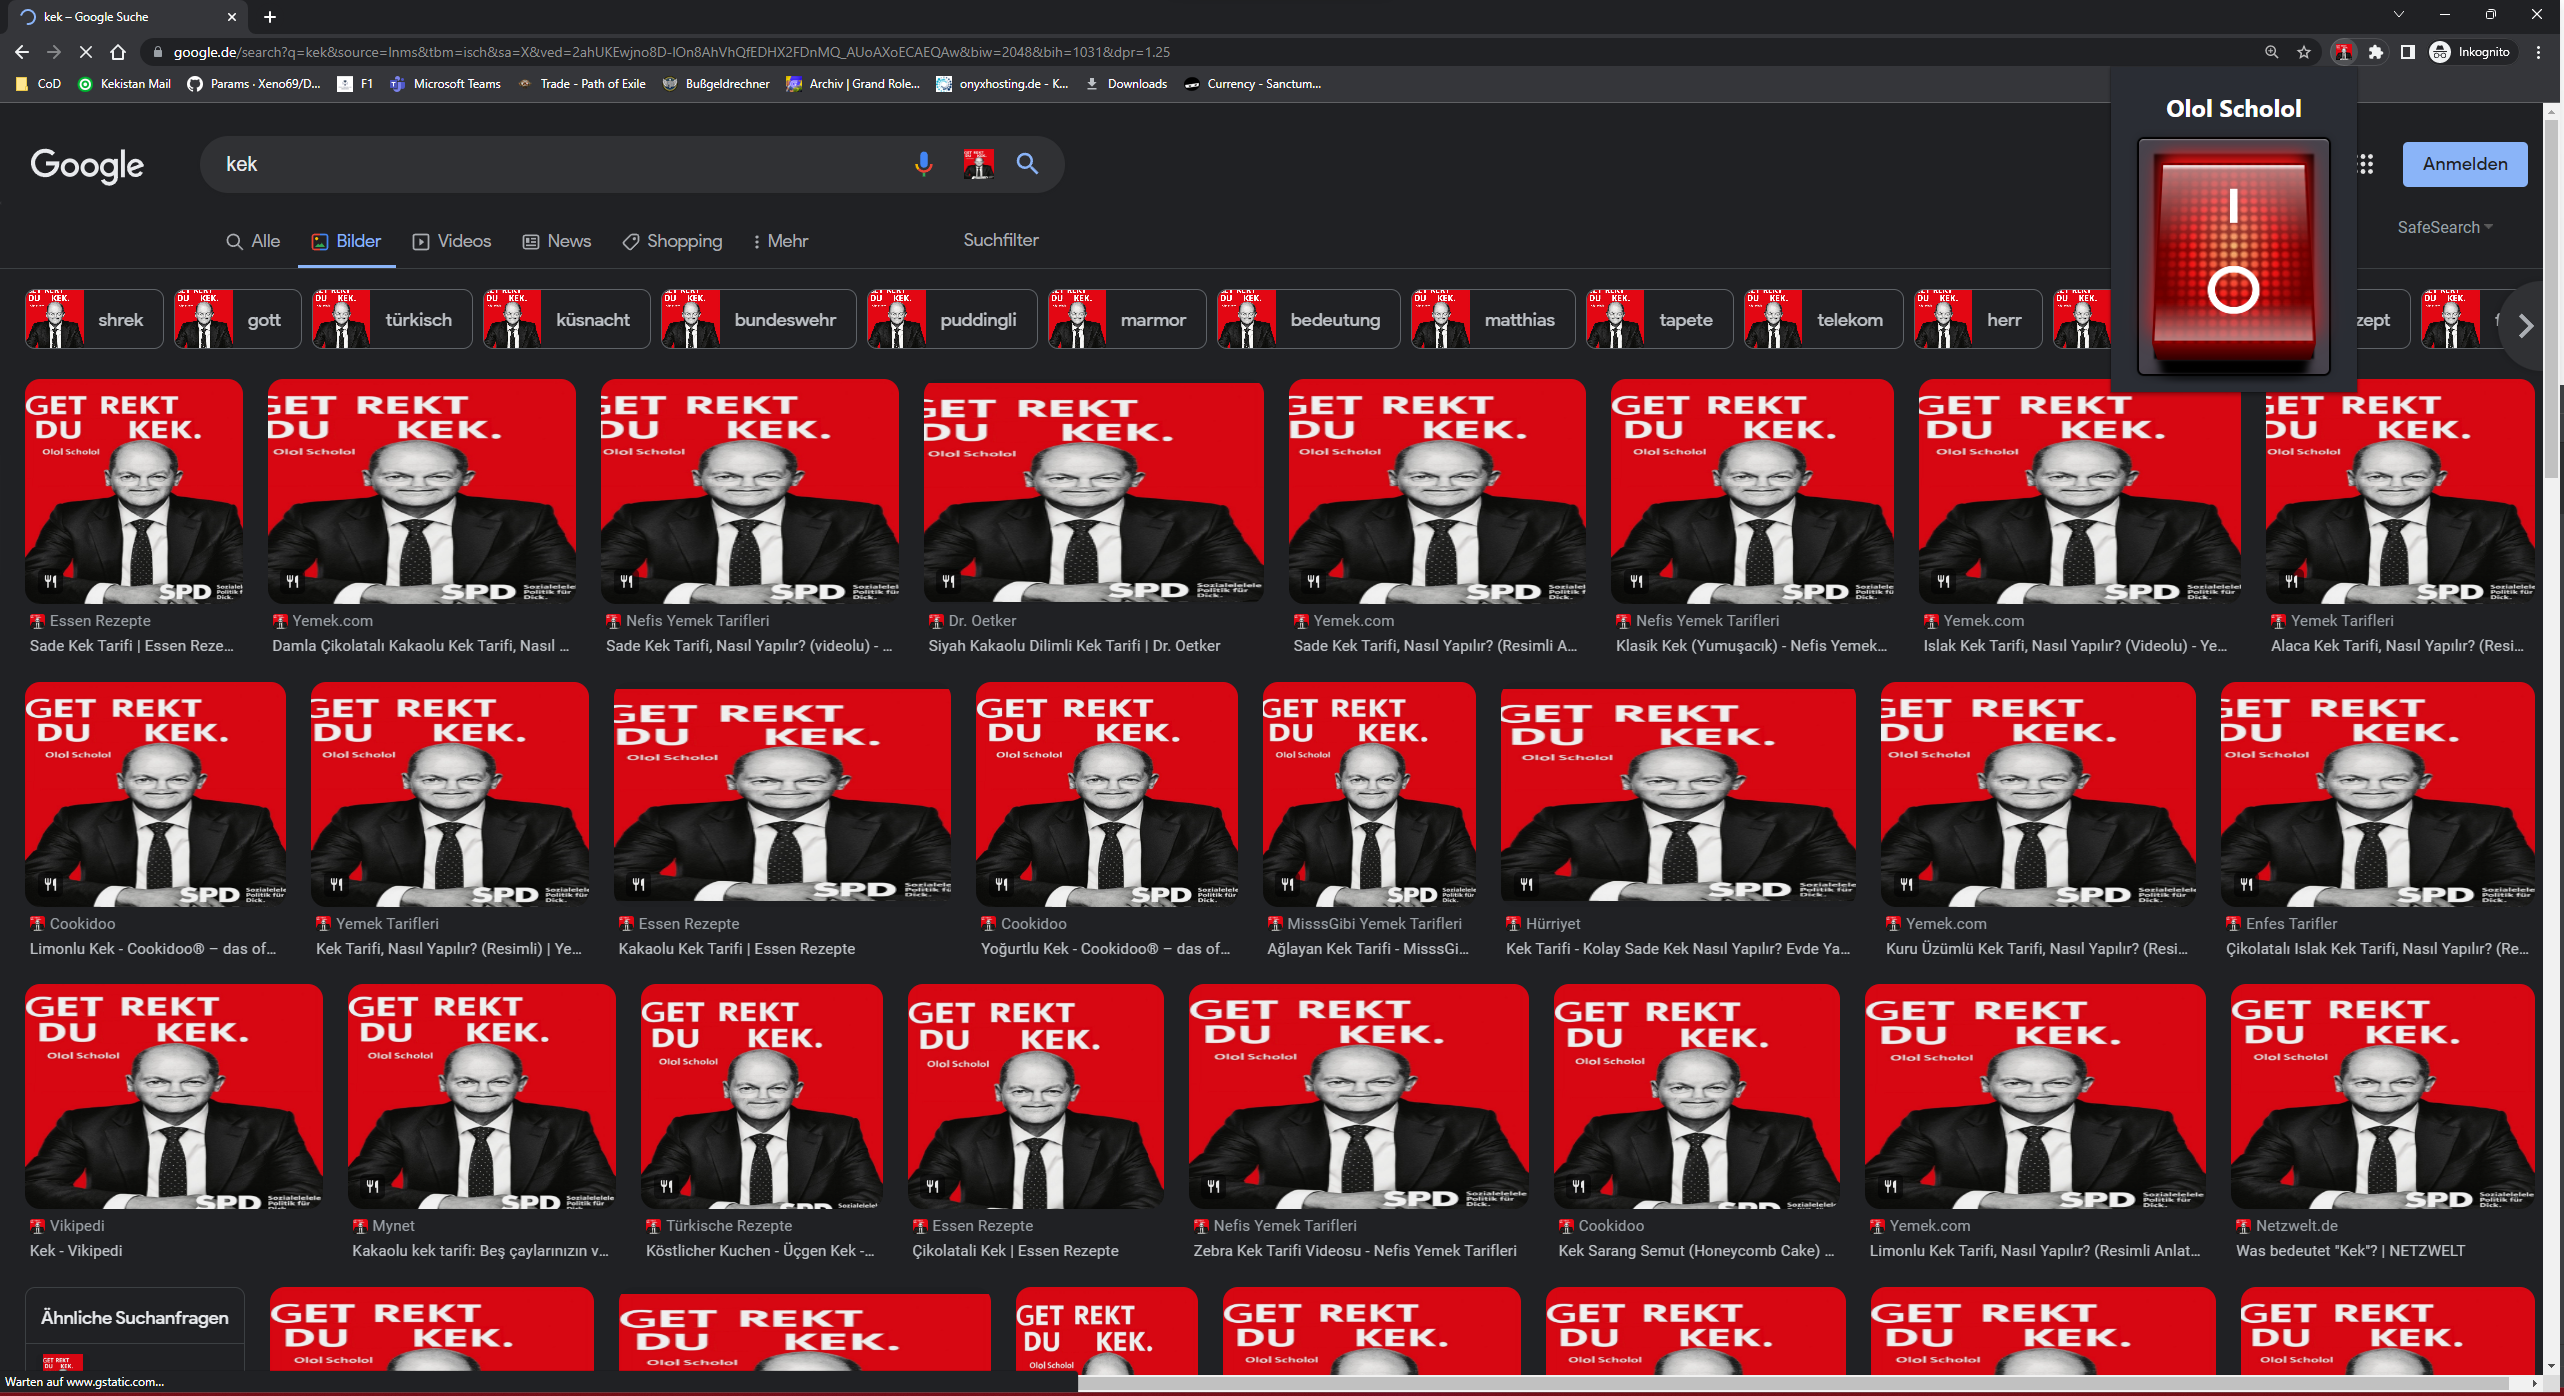 kek – Google Suche
google.de/search?q=kek&source=lnms&tbm=isch&sa=X&ved=2ahUKEwjno8D-lOn8AhVhQfEDHX2FDnMQ_AUoAXoECAEQAw&biw=2048&bih=1031&dpr=1.25
Inkognito
CoD
Kekistan Mail
Params · Xeno69/D...
F1
Microsoft Teams
Trade - Path of Exile
Bußgeldrechner
Archiv | Grand Role...
onyxhosting.de - K...
Downloads
Currency - Sanctum...
Olol Scholol
Google
kek
Anmelden
Alle
Bilder
Videos
News
Shopping
Mehr
Suchfilter
SafeSearch
shrek
gott
türkisch
küsnacht
bundeswehr
puddingli
marmor
bedeutung
matthias
tapete
telekom
herr
zept
GET REKT
DU KEK.
Olol Scholol
SPD
Sozialelelele
Politik für
Dick.
Essen Rezepte
Sade Kek Tarifi | Essen Reze...
Yemek.com
Damla Çikolatalı Kakaolu Kek Tarifi, Nasıl ...
Nefis Yemek Tarifleri
Sade Kek Tarifi, Nasıl Yapılır? (videolu) - ...
Dr. Oetker
Siyah Kakaolu Dilimli Kek Tarifi | Dr. Oetker
Yemek.com
Sade Kek Tarifi, Nasıl Yapılır? (Resimli A...
Nefis Yemek Tarifleri
Klasik Kek (Yumuşacık) - Nefis Yemek...
Yemek.com
Islak Kek Tarifi, Nasıl Yapılır? (Videolu) - Ye...
Yemek Tarifleri
Alaca Kek Tarifi, Nasıl Yapılır? (Resi...
Cookidoo
Limonlu Kek - Cookidoo® – das of...
Yemek Tarifleri
Kek Tarifi, Nasıl Yapılır? (Resimli) | Ye...
Essen Rezepte
Kakaolu Kek Tarifi | Essen Rezepte
Cookidoo
Yoğurtlu Kek - Cookidoo® – das of...
MisssGibi Yemek Tarifleri
Ağlayan Kek Tarifi - MisssGi...
Hürriyet
Kek Tarifi - Kolay Sade Kek Nasıl Yapılır? Evde Ya...
Yemek.com
Kuru Üzümlü Kek Tarifi, Nasıl Yapılır? (Resi...
Enfes Tarifler
Çikolatalı Islak Kek Tarifi, Nasıl Yapılır? (Re...
Vikipedi
Kek - Vikipedi
Mynet
Kakaolu kek tarifi: Beş çaylarınızın v...
Türkische Rezepte
Köstlicher Kuchen - Üçgen Kek -...
Essen Rezepte
Çikolatali Kek | Essen Rezepte
Nefis Yemek Tarifleri
Zebra Kek Tarifi Videosu - Nefis Yemek Tarifleri
Cookidoo
Kek Sarang Semut (Honeycomb Cake) ...
Yemek.com
Limonlu Kek Tarifi, Nasıl Yapılır? (Resimli Anlat...
Netzwelt.de
Was bedeutet "Kek"? | NETZWELT
Ähnliche Suchanfragen
Warten auf www.gstatic.com...